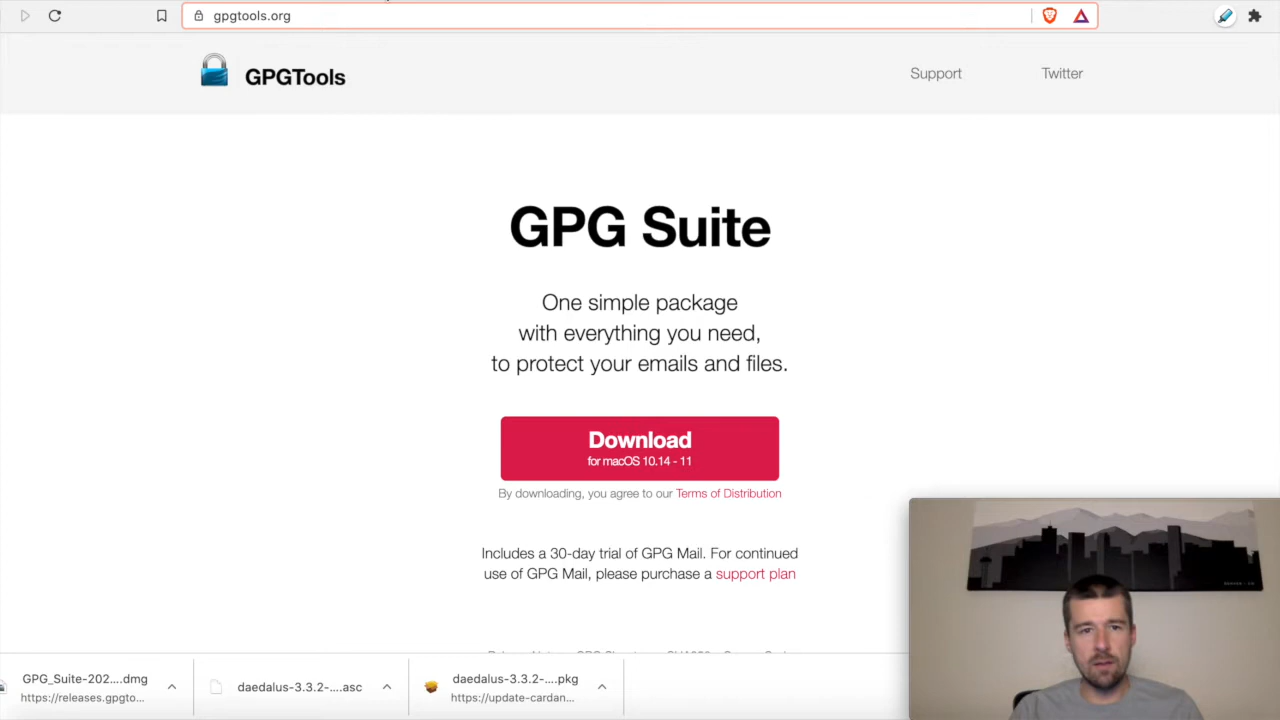 gpgtools.org
GPGTools
Support
Twitter
GPG Suite
One simple package
with everything you need,
to protect your emails and files.
Download
for macOS 10.14 - 11
By downloading, you agree to our Terms of Distribution
Includes a 30-day trial of GPG Mail. For continued
use of GPG Mail, please purchase a support plan
GPG_Suite-202....dmg
https://releases.gpgto...
daedalus-3.3.2-....asc
daedalus-3.3.2-....pkg
https://update-cardan...